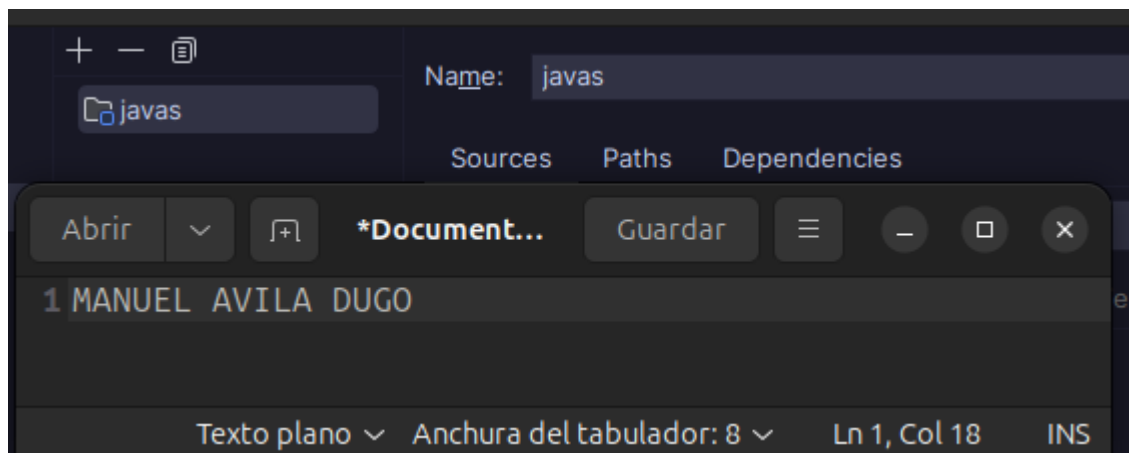 Name: javas
javas
Sources Paths Dependencies
Abrir *Document... Guardar
1 MANUEL AVILA DUGO
Texto plano Anchura del tabulador: 8 Ln 1, Col 18 INS